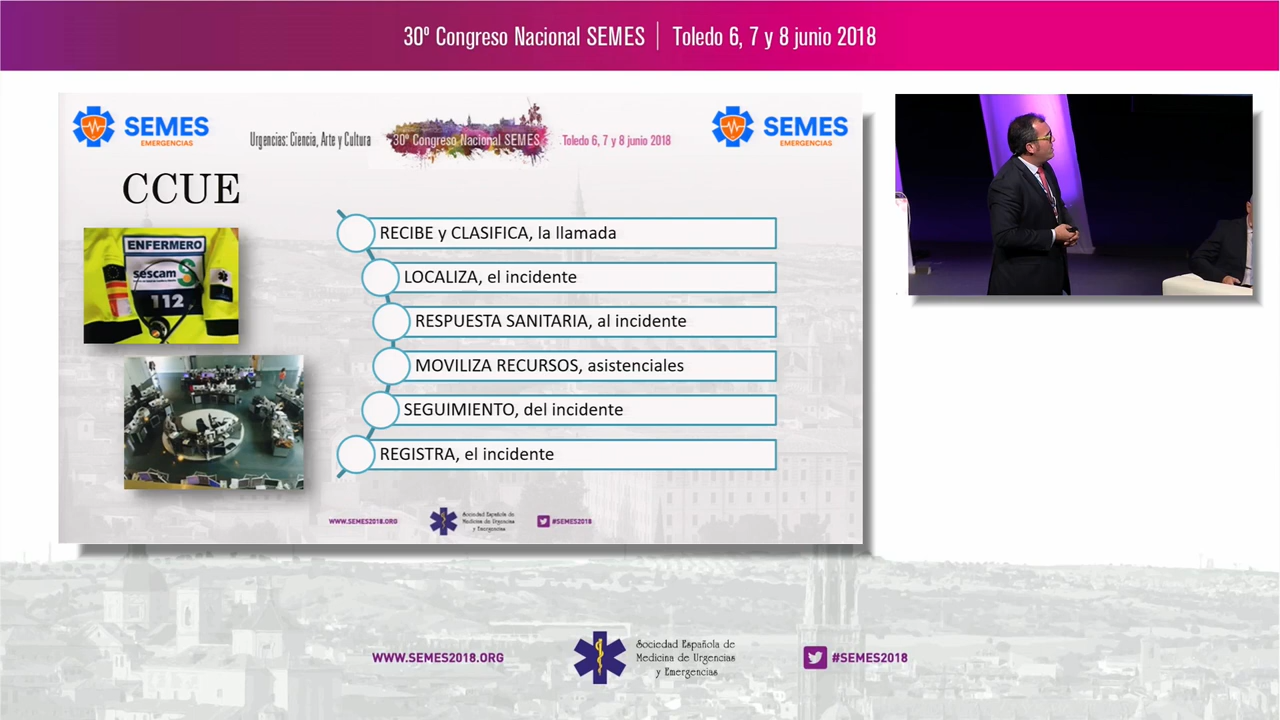 30º Congreso Nacional SEMES | Toledo 6, 7 y 8 junio 2018
SEMES
EMERGENCIAS
Urgencias: Ciencia, Arte y Cultura
30º Congreso Nacional SEMES
Toledo 6, 7 y 8 junio 2018
SEMES
EMERGENCIAS
CCUE
ENFERMERO
sescam
112
RECIBE y CLASIFICA, la llamada
LOCALIZA, el incidente
RESPUESTA SANITARIA, al incidente
MOVILIZA RECURSOS, asistenciales
SEGUIMIENTO, del incidente
REGISTRA, el incidente
WWW.SEMES2018.ORG
Sociedad Española de
Medicina de Urgencias
y Emergencias
#SEMES2018
WWW.SEMES2018.ORG
Sociedad Española de
Medicina de Urgencias
y Emergencias
#SEMES2018